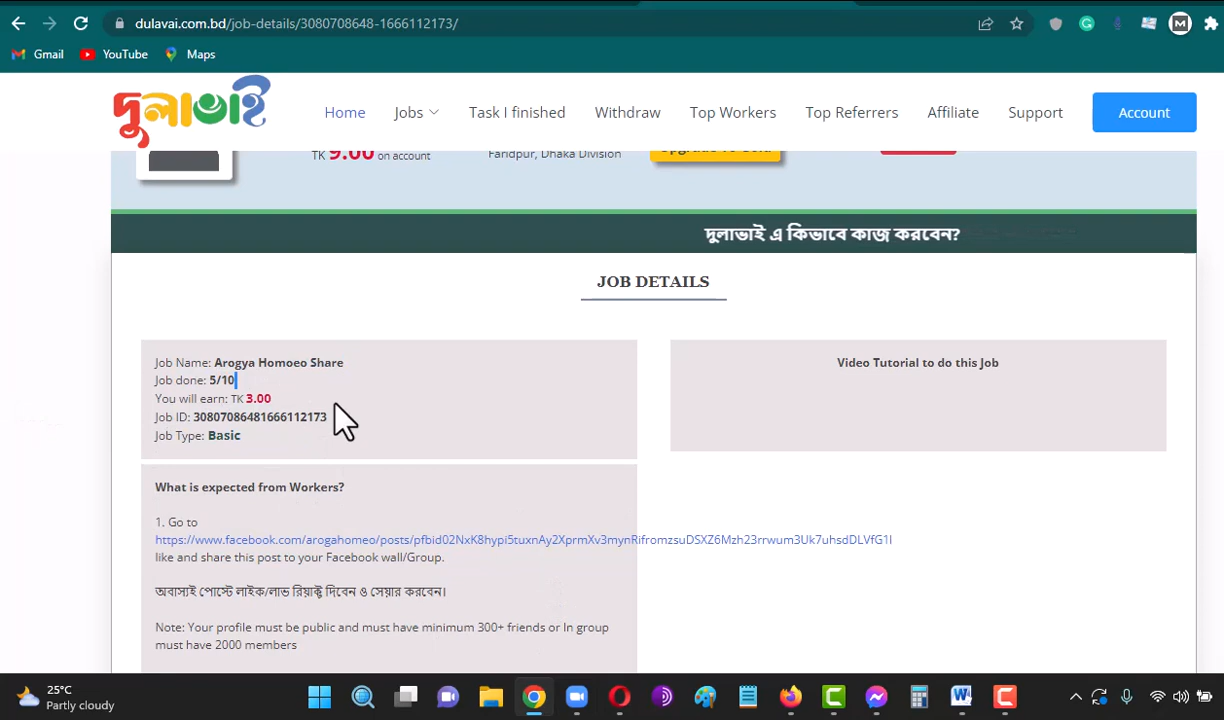 dulavai.com.bd/job-details/3080708648-1666112173/
Gmail YouTube Maps
দুলাভাই Home Jobs Task I finished Withdraw Top Workers Top Referrers Affiliate Support Account
TK 9.00 on account Faridpur, Dhaka Division Upgrade To Gold
দুলাভাই এ কিভাবে কাজ করবেন?
JOB DETAILS
Job Name: Arogya Homoeo Share
Job done: 5/10
You will earn: TK 3.00
Job ID: 30807086481666112173
Job Type: Basic
Video Tutorial to do this Job
What is expected from Workers?
1. Go to
https://www.facebook.com/arogahomeo/posts/pfbid02NxK8hypi5tuxnAy2XprmXv3mynRifromzsuDSXZ6Mzh23rrwum3Uk7uhsdDLVfG1l
like and share this post to your Facebook wall/Group.
অবাস্যই পোস্টে লাইক/লাভ রিয়াক্ট দিবেন ও সেয়ার করবেন।
Note: Your profile must be public and must have minimum 300+ friends or In group
must have 2000 members
25°C
Partly cloudy